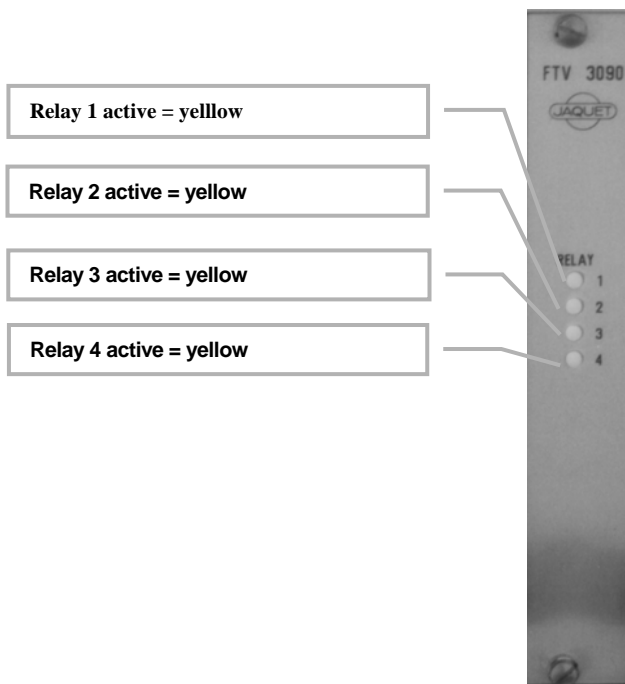 FTV 3090
JAQUET
Relay 1 active = yelllow
Relay 2 active = yellow
Relay 3 active = yellow
Relay 4 active = yellow
RELAY
1
2
3
4